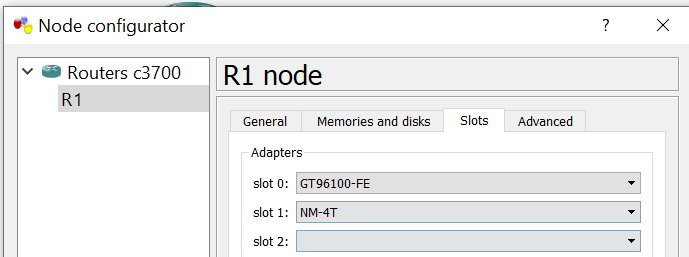 Node configurator
?
Routers c3700
R1
R1 node
General
Memories and disks
Slots
Advanced
Adapters
slot 0: GT96100-FE
slot 1: NM-4T
slot 2: